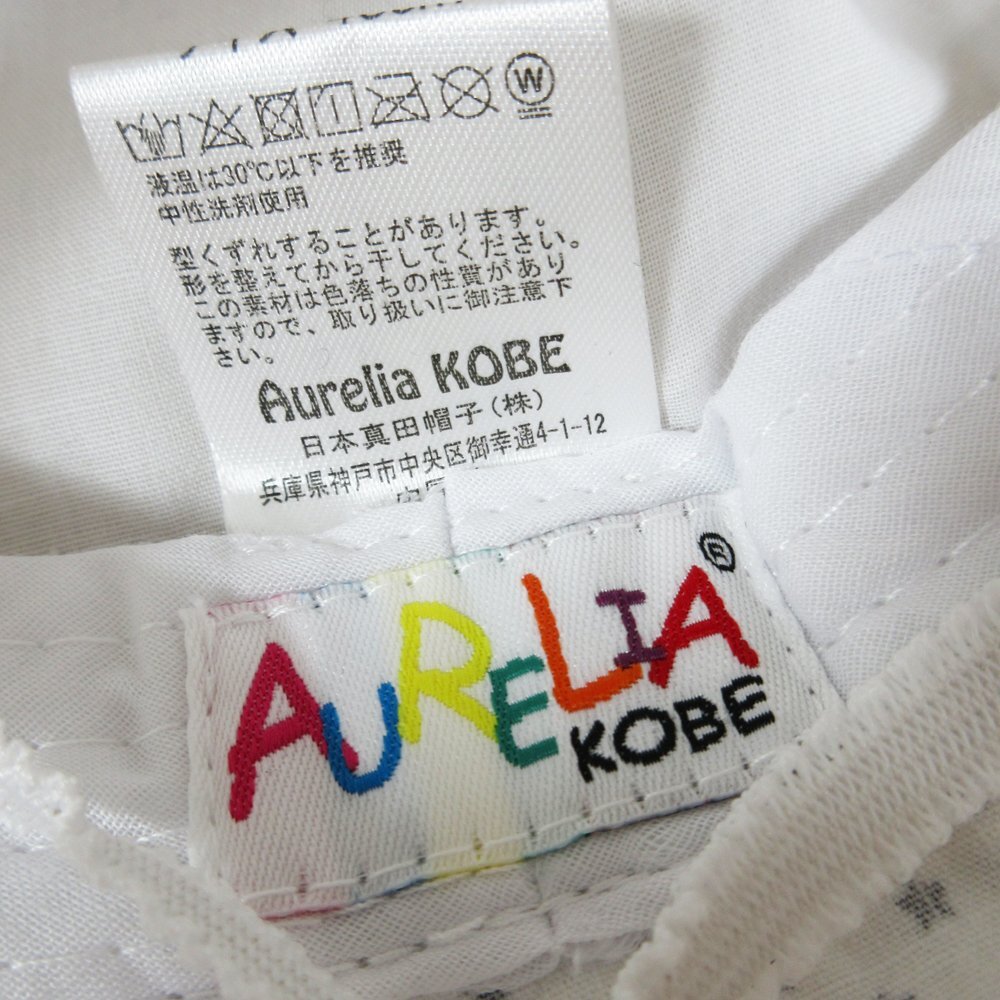 W
液温は30℃以下を推奨
中性洗剤使用
型くずれすることがあります。
形を整えてから干してください。
この素材は色落ちの性質があり
ますので、取り扱いに御注意下
さい。
Aurelia KOBE
日本真田帽子(株)
兵庫県神戸市中央区御幸通4-1-12
AURELIA®
KOBE